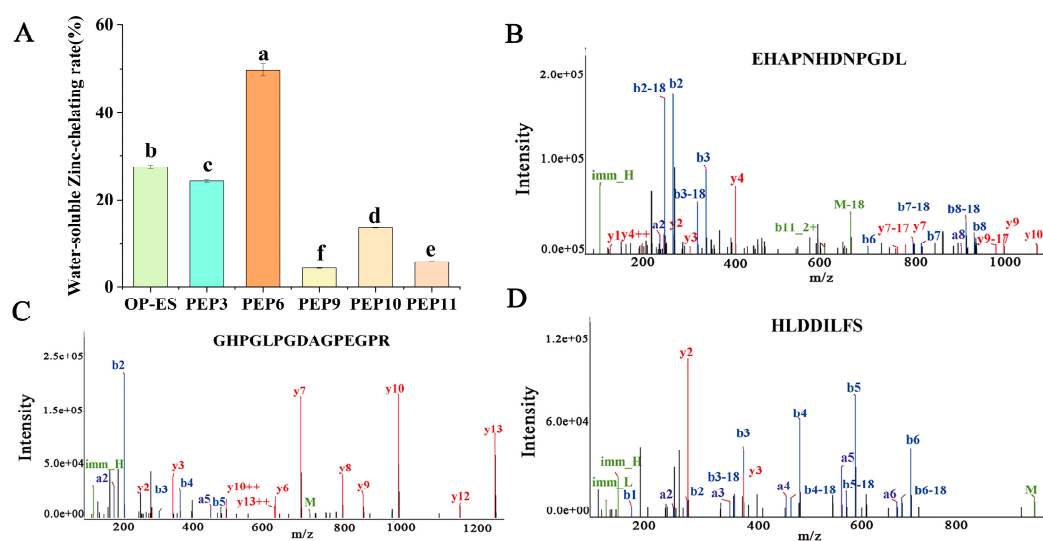 A
Water-soluble Zinc-chelating rate(%)
60
40
20
0
a
b
c
d
e
f
OP-ES PEP3 PEP6 PEP9 PEP10 PEP11
B
EHAPNHDNPGDL
Intensity
2.0e+05
1.0e+05
0.0e+00
b2-18 b2
b3
imm_H
b3-18
y4
a2
y2
y1 y4++
y3
M-18
b11_2+
b6
b7-18
y7-17 y7
b7
b8-18
b8
a8
y9
y9-17
y10
200 400 600 800 1000
m/z
C
GHPGLPGDAGPEGPR
Intensity
2.5e+05
1.5e+05
5.0e+04
0.0e+00
b2
imm_H
a2
y2
y3
b3
b4
a5
b5
y10++
y13++
y6
y7
M
y8
y9
y10
y12
y13
200 400 600 800 1000 1200
m/z
D
HLDDILFS
Intensity
1.2e+05
6.0e+04
0.0e+00
y2
imm_H
imm_L
b1
a2
b2
b3
b3-18
y3
a3
b4
a4
b4-18
b5
a5
b5-18
b6
a6
b6-18
M
200 400 600 800
m/z